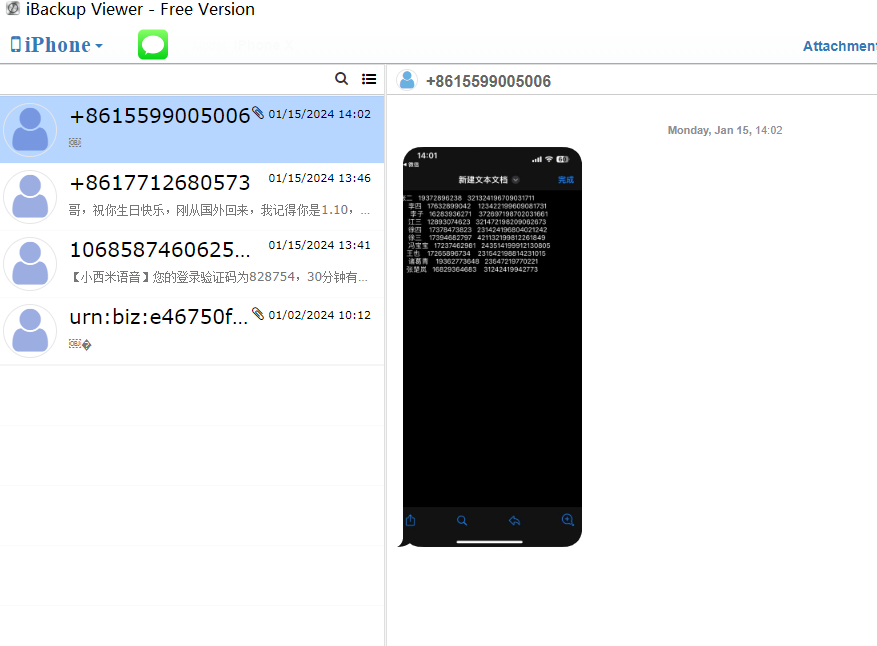 iBackup Viewer - Free Version
iPhone
Attachment
+8615599005006 01/15/2024 14:02
+8617712680573 01/15/2024 13:46
哥，祝你生日快乐，刚从国外回来，我记得你是1.10，...
1068587460625... 01/15/2024 13:41
【小西米语音】您的登录验证码为828754，30分钟有...
urn:biz:e46750f... 01/02/2024 10:12
+8615599005006
Monday, Jan 15, 14:02
14:01
微信
新建文本文档
完成
二 19372896238 321324196709031711
李四 17632899042 123422199609081731
李子 16283936271 372697198702031661
江三 12893074623 321472198209062673
徐四 17378473823 231424196804021242
徐三 17394682797 421132199812261849
冯宝宝 17237462981 243514199912130805
王也 17265896734 231542198814231015
诸葛青 19362773648 23547219770221
张楚岚 16829364683 31242419942773